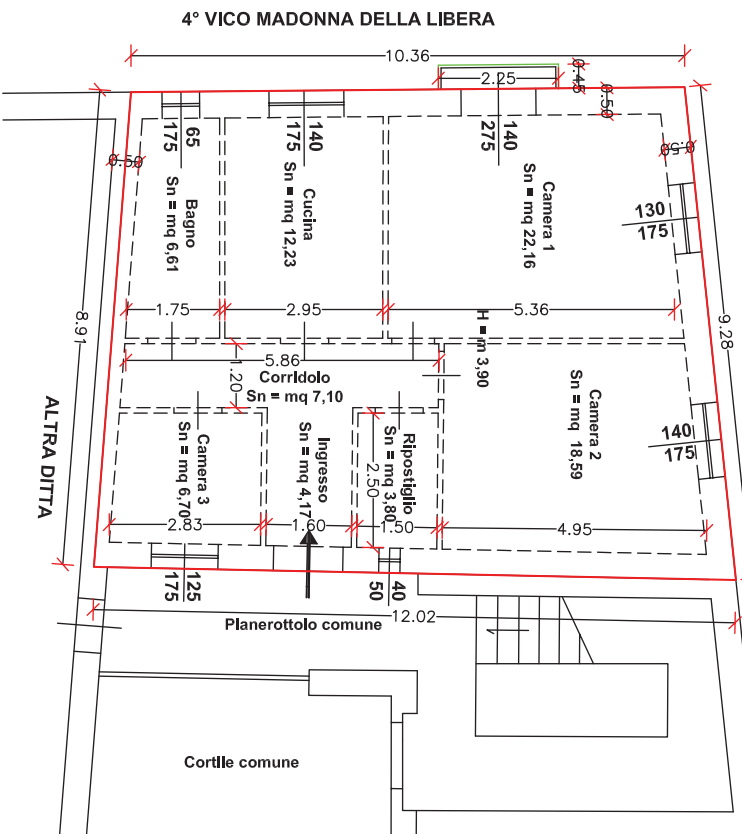 4° VICO MADONNA DELLA LIBERA
10.36
2.25
0.45
0.50
0.50
0.50
65
175
140
175
140
275
130
175
Bagno
Sn = mq 6,61
Cucina
Sn = mq 12,23
Camera 1
Sn = mq 22,16
1.75
2.95
5.36
8.91
9.28
H = m 3,90
5.86
1.20
Corridoio
Sn = mq 7,10
Camera 2
Sn = mq 18,59
140
175
ALTRA DITTA
Camera 3
Sn = mq 6,70
Ingresso
Sn = mq 4,17
Ripostiglio
Sn = mq 3,80
2.50
2.83
1.60
1.50
4.95
125
175
40
50
12.02
Planerottolo comune
Cortile comune